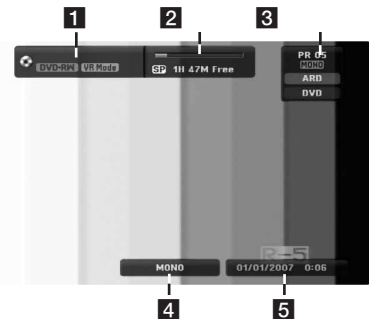 1 2 3
PR 05
MONO
ARD
DVD
DVD-RW VR Mode
SP 1H 47M Free
R-5
MONO
01/01/2007 0:06
4 5